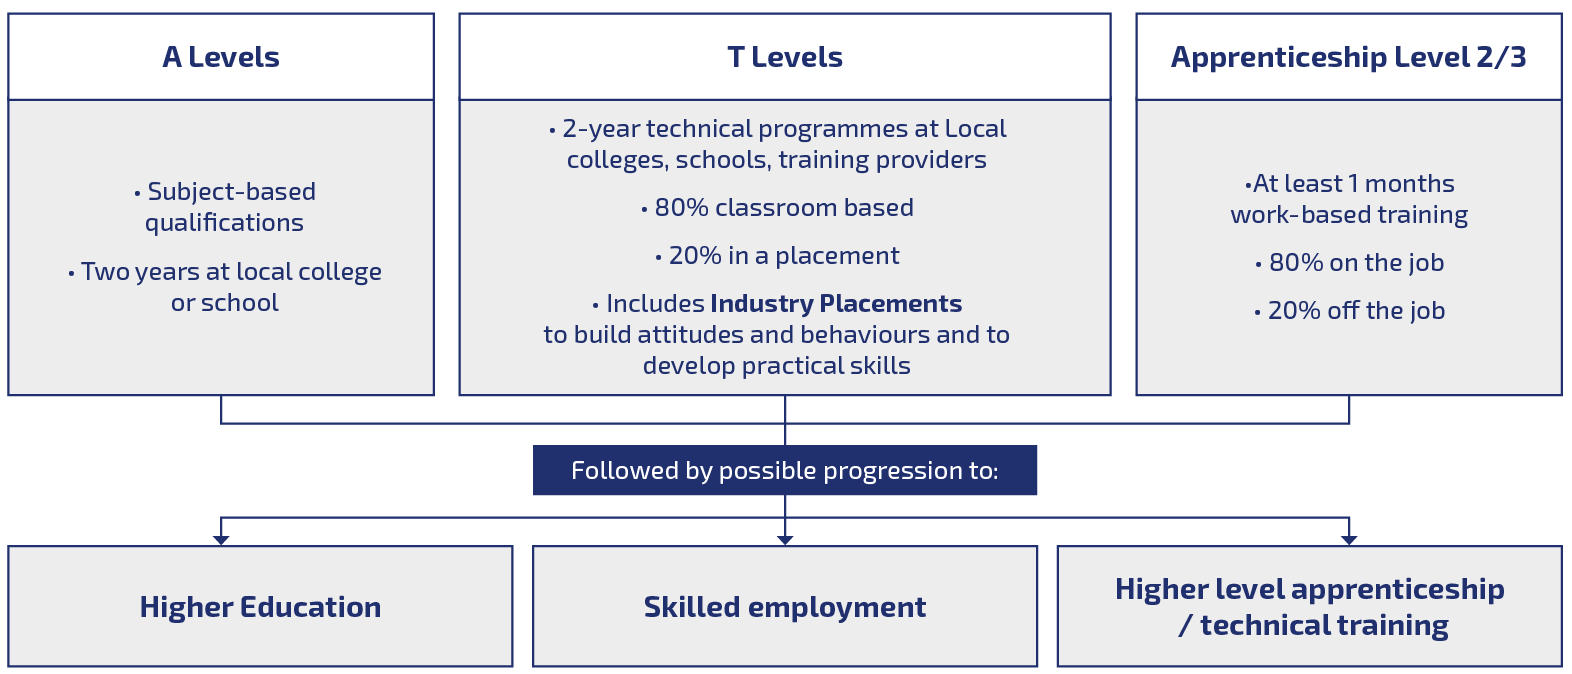 A Levels
• Subject-based
qualifications
• Two years at local college
or school
T Levels
• 2-year technical programmes at Local
colleges, schools, training providers
• 80% classroom based
• 20% in a placement
• Includes Industry Placements
to build attitudes and behaviours and to
develop practical skills
Apprenticeship Level 2/3
•At least 1 months
work-based training
• 80% on the job
• 20% off the job
Followed by possible progression to:
Higher Education
Skilled employment
Higher level apprenticeship
/ technical training